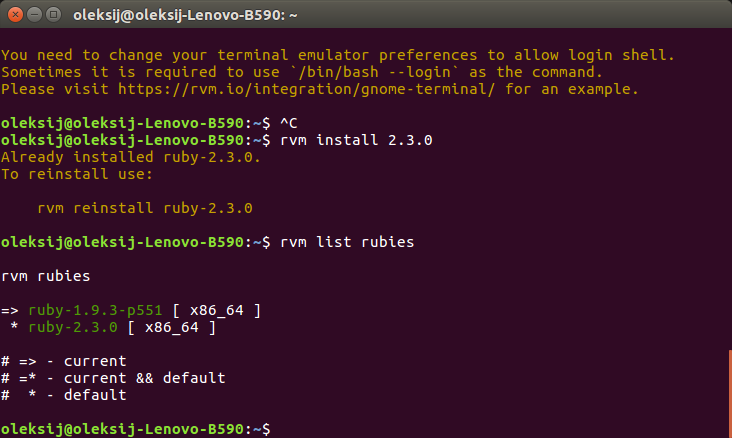 oleksij@oleksij-Lenovo-B590: ~
You need to change your terminal emulator preferences to allow login shell.
Sometimes it is required to use `/bin/bash --login` as the command.
Please visit https://rvm.io/integration/gnome-terminal/ for an example.
oleksij@oleksij-Lenovo-B590:~$ ^C
oleksij@oleksij-Lenovo-B590:~$ rvm install 2.3.0
Already installed ruby-2.3.0.
To reinstall use:
    rvm reinstall ruby-2.3.0
oleksij@oleksij-Lenovo-B590:~$ rvm list rubies
rvm rubies
=> ruby-1.9.3-p551 [ x86_64 ]
 * ruby-2.3.0 [ x86_64 ]
# => - current
# =* - current && default
#  * - default
oleksij@oleksij-Lenovo-B590:~$